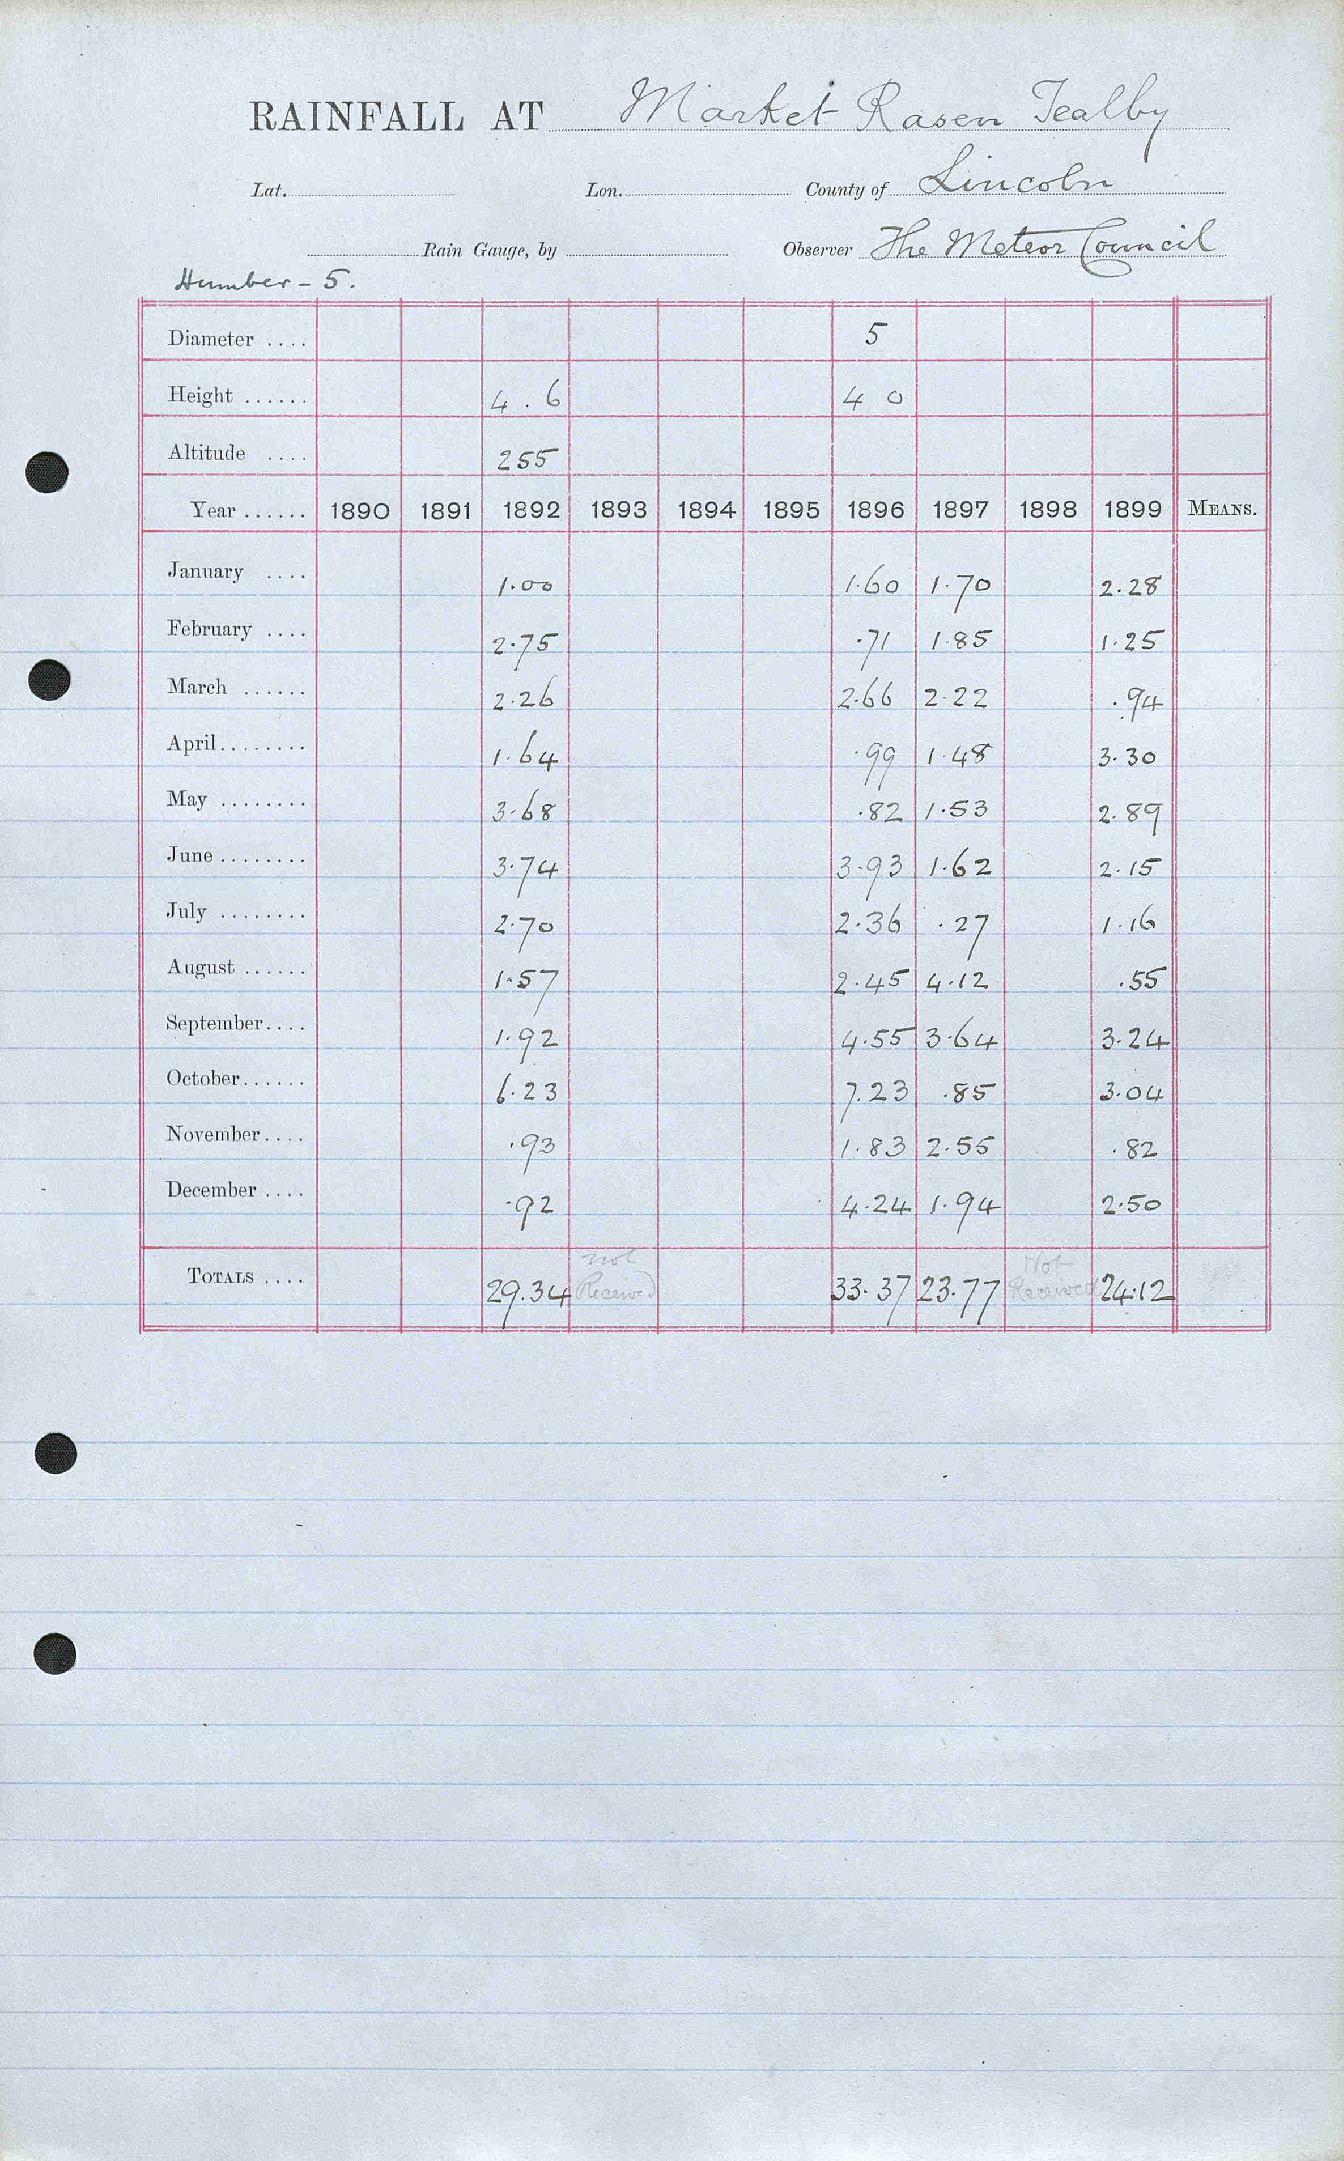 RAINFALL AT Market Rasen Tealby
Lat. Lon. County of Lincoln
Rain Gauge, by Observer The Meteor Council
Humber - 5.
Diameter .... 5
Height ...... 4.6 4 0
Altitude .... 255
Year ...... 1890 1891 1892 1893 1894 1895 1896 1897 1898 1899 MEANS.
January .... 1.00 1.60 1.70 2.28
February .... 2.75 .71 1.85 1.25
March ...... 2.26 2.66 2.22 .94
April........ 1.64 .99 1.48 3.30
May ........ 3.68 .82 1.53 2.89
June ........ 3.74 3.93 1.62 2.15
July ........ 2.70 2.36 .27 1.16
August ...... 1.57 2.45 4.12 .55
September.... 1.92 4.55 3.64 3.24
October...... 6.23 7.23 .85 3.04
November.... .93 1.83 2.55 .82
December .... .92 4.24 1.94 2.50
TOTALS .... 29.34 not Received 33.37 23.77 Not Received 24.12